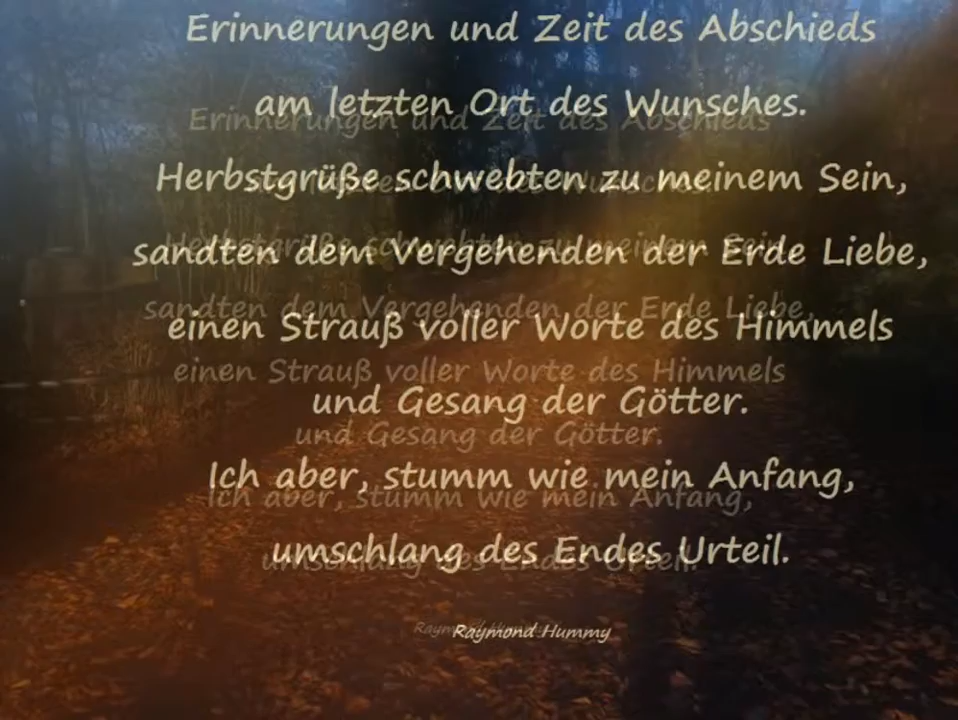 Erinnerungen und Zeit des Abschieds
am letzten Ort des Wunsches.
Herbstgrüße schwebten zu meinem Sein,
sandten dem Vergehenden der Erde Liebe,
einen Strauß voller Worte des Himmels
und Gesang der Götter.
Ich aber, stumm wie mein Anfang,
umschlang des Endes Urteil.
Raymond Hummy